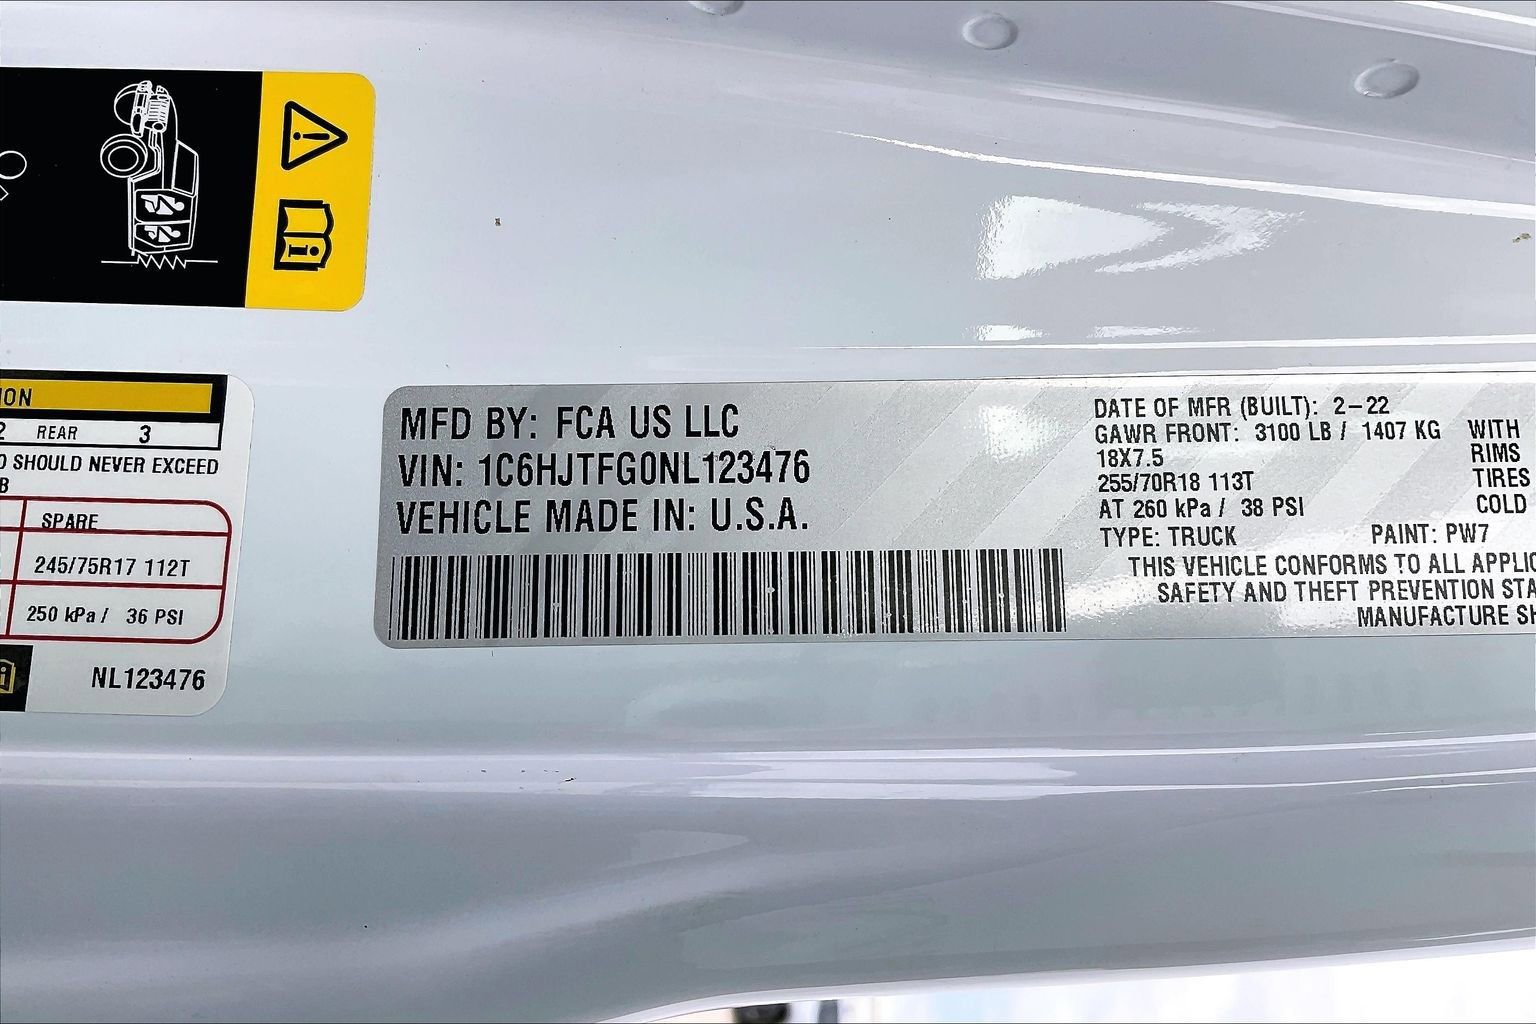 ION
2 REAR 3
O SHOULD NEVER EXCEED
B
SPARE
245/75R17 112T
250 kPa / 36 PSI
NL123476
MFD BY: FCA US LLC
VIN: 1C6HJTFG0NL123476
VEHICLE MADE IN: U.S.A.
DATE OF MFR (BUILT): 2-22
GAWR FRONT: 3100 LB / 1407 KG WITH
18X7.5 RIMS
255/70R18 113T TIRES
AT 260 kPa / 38 PSI COLD
TYPE: TRUCK PAINT: PW7
THIS VEHICLE CONFORMS TO ALL APPLIC
SAFETY AND THEFT PREVENTION STA
MANUFACTURE SH